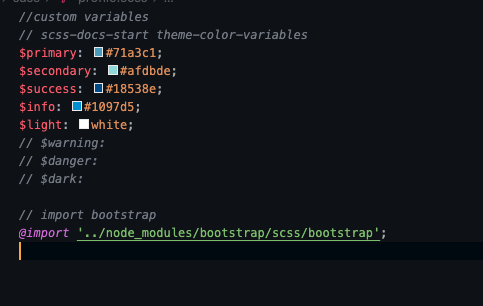 //custom variables
// scss-docs-start theme-color-variables
$primary: #71a3c1;
$secondary: #afdbde;
$success: #18538e;
$info: #1097d5;
$light: white;
// $warning:
// $danger:
// $dark:
// import bootstrap
@import '../node_modules/bootstrap/scss/bootstrap';